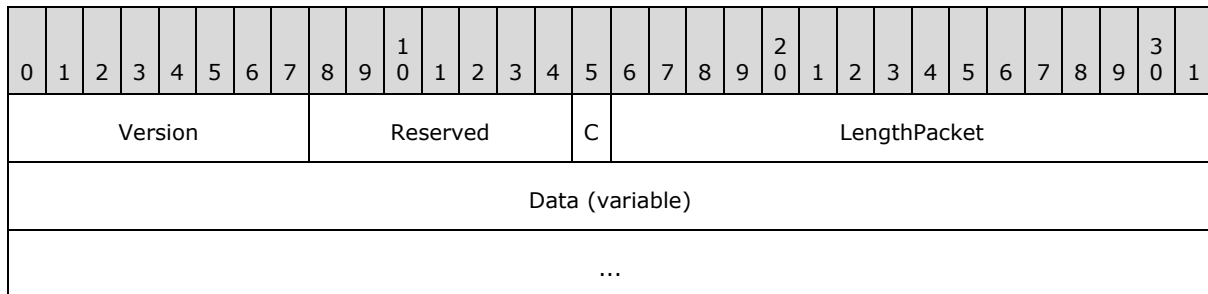 1 2 3
0 1 2 3 4 5 6 7 8 9 0 1 2 3 4 5 6 7 8 9 0 1 2 3 4 5 6 7 8 9 0 1
Version Reserved C LengthPacket
Data (variable)
...